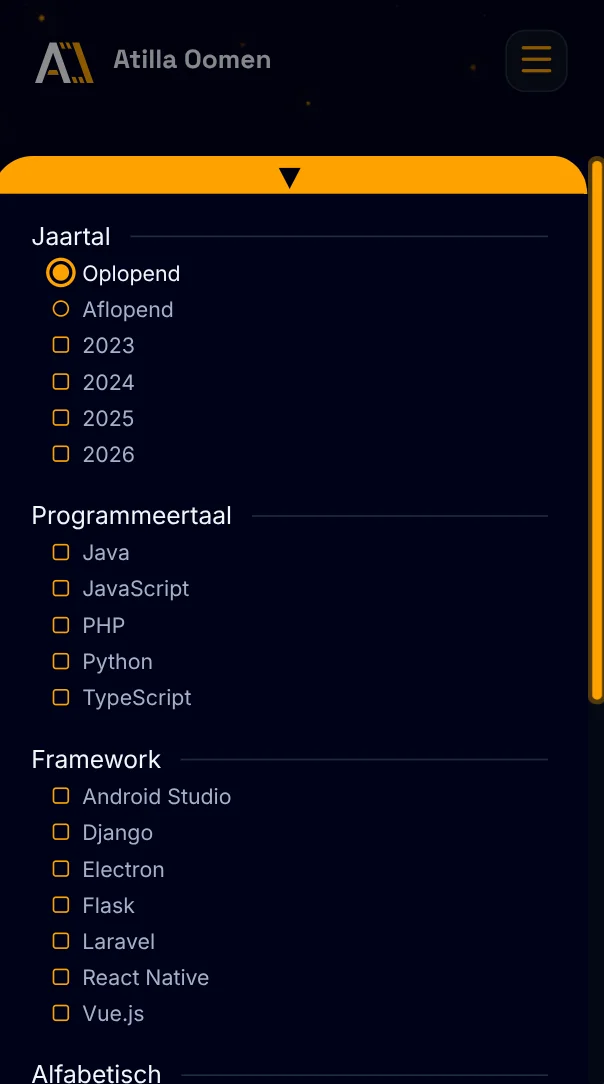 Atilla Oomen
▼
Jaartal
Oplopend
Aflopend
2023
2024
2025
2026
Programmeertaal
Java
JavaScript
PHP
Python
TypeScript
Framework
Android Studio
Django
Electron
Flask
Laravel
React Native
Vue.js
Alfabetisch